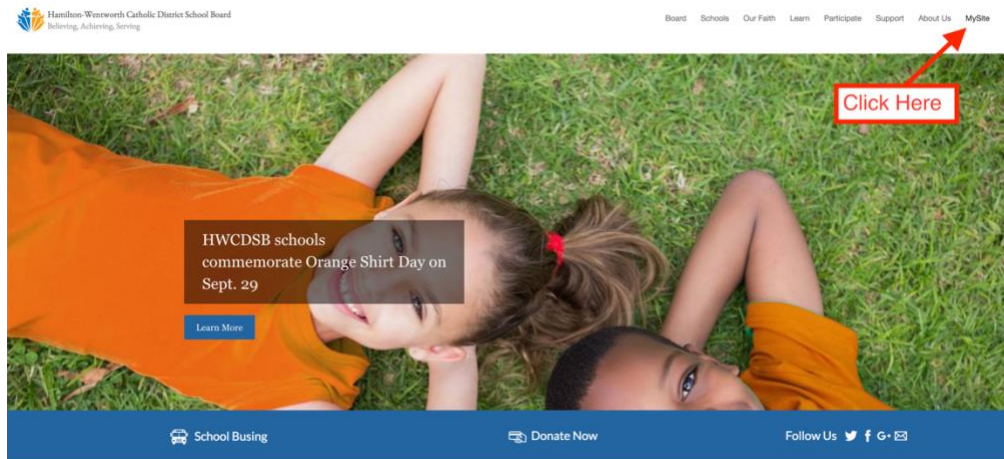 Hamilton-Wentworth Catholic District School Board
Believing, Achieving, Serving
Board Schools Our Faith Learn Participate Support About Us MySite
Click Here
HWCDSB schools
commemorate Orange Shirt Day on
Sept. 29
Learn More
School Busing
Donate Now
Follow Us f G+